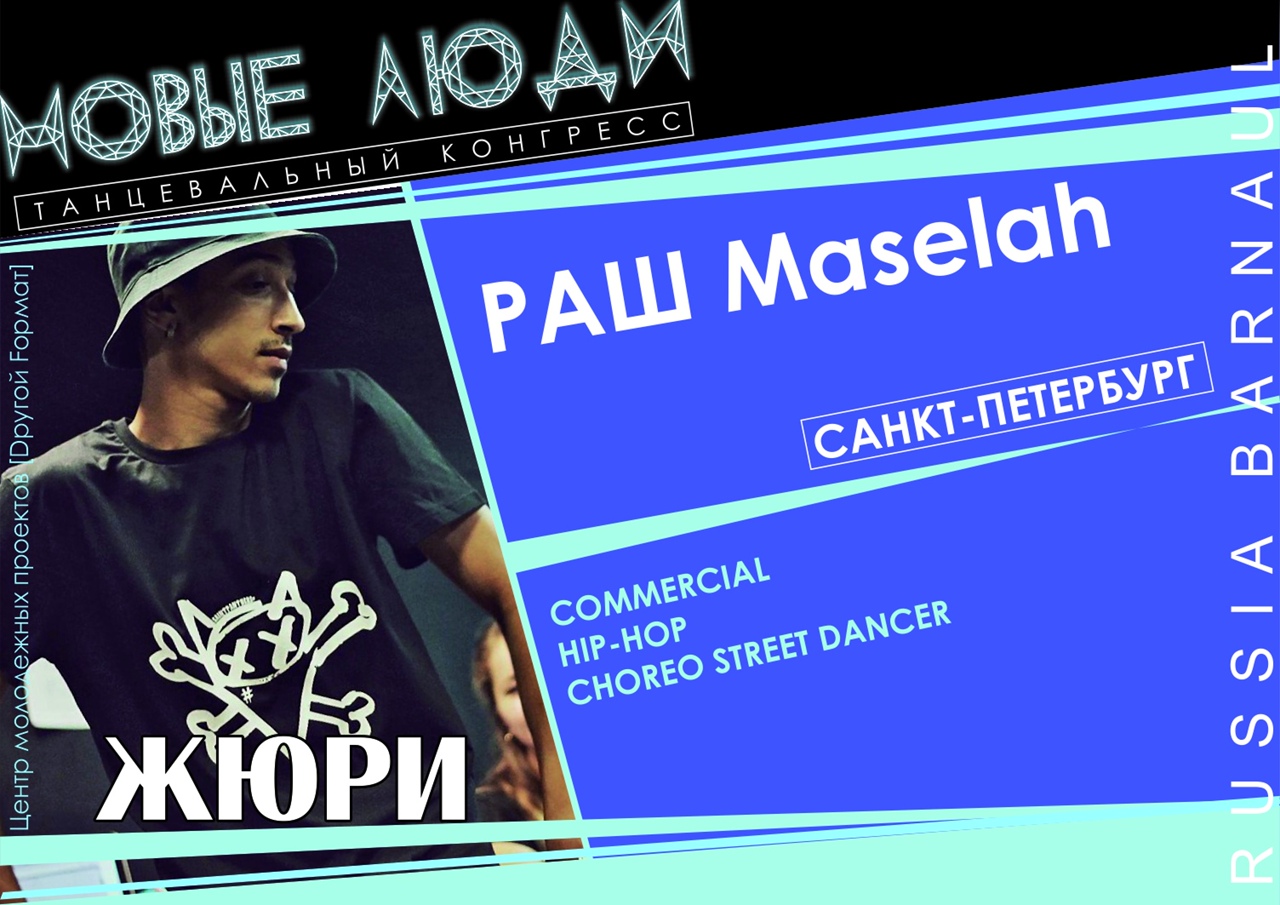 МОВЫЕ ЛЮДИ
ТАНЦЕВАЛЬНЫЙ КОНГРЕСС
РАШ Maselah
САНКТ-ПЕТЕРБУРГ
COMMERCIAL
HIP-HOP
CHOREO STREET DANCER
ЖЮРИ
Центр молодежных проектов [Другой Формат]
RUSSIA BARNAUL